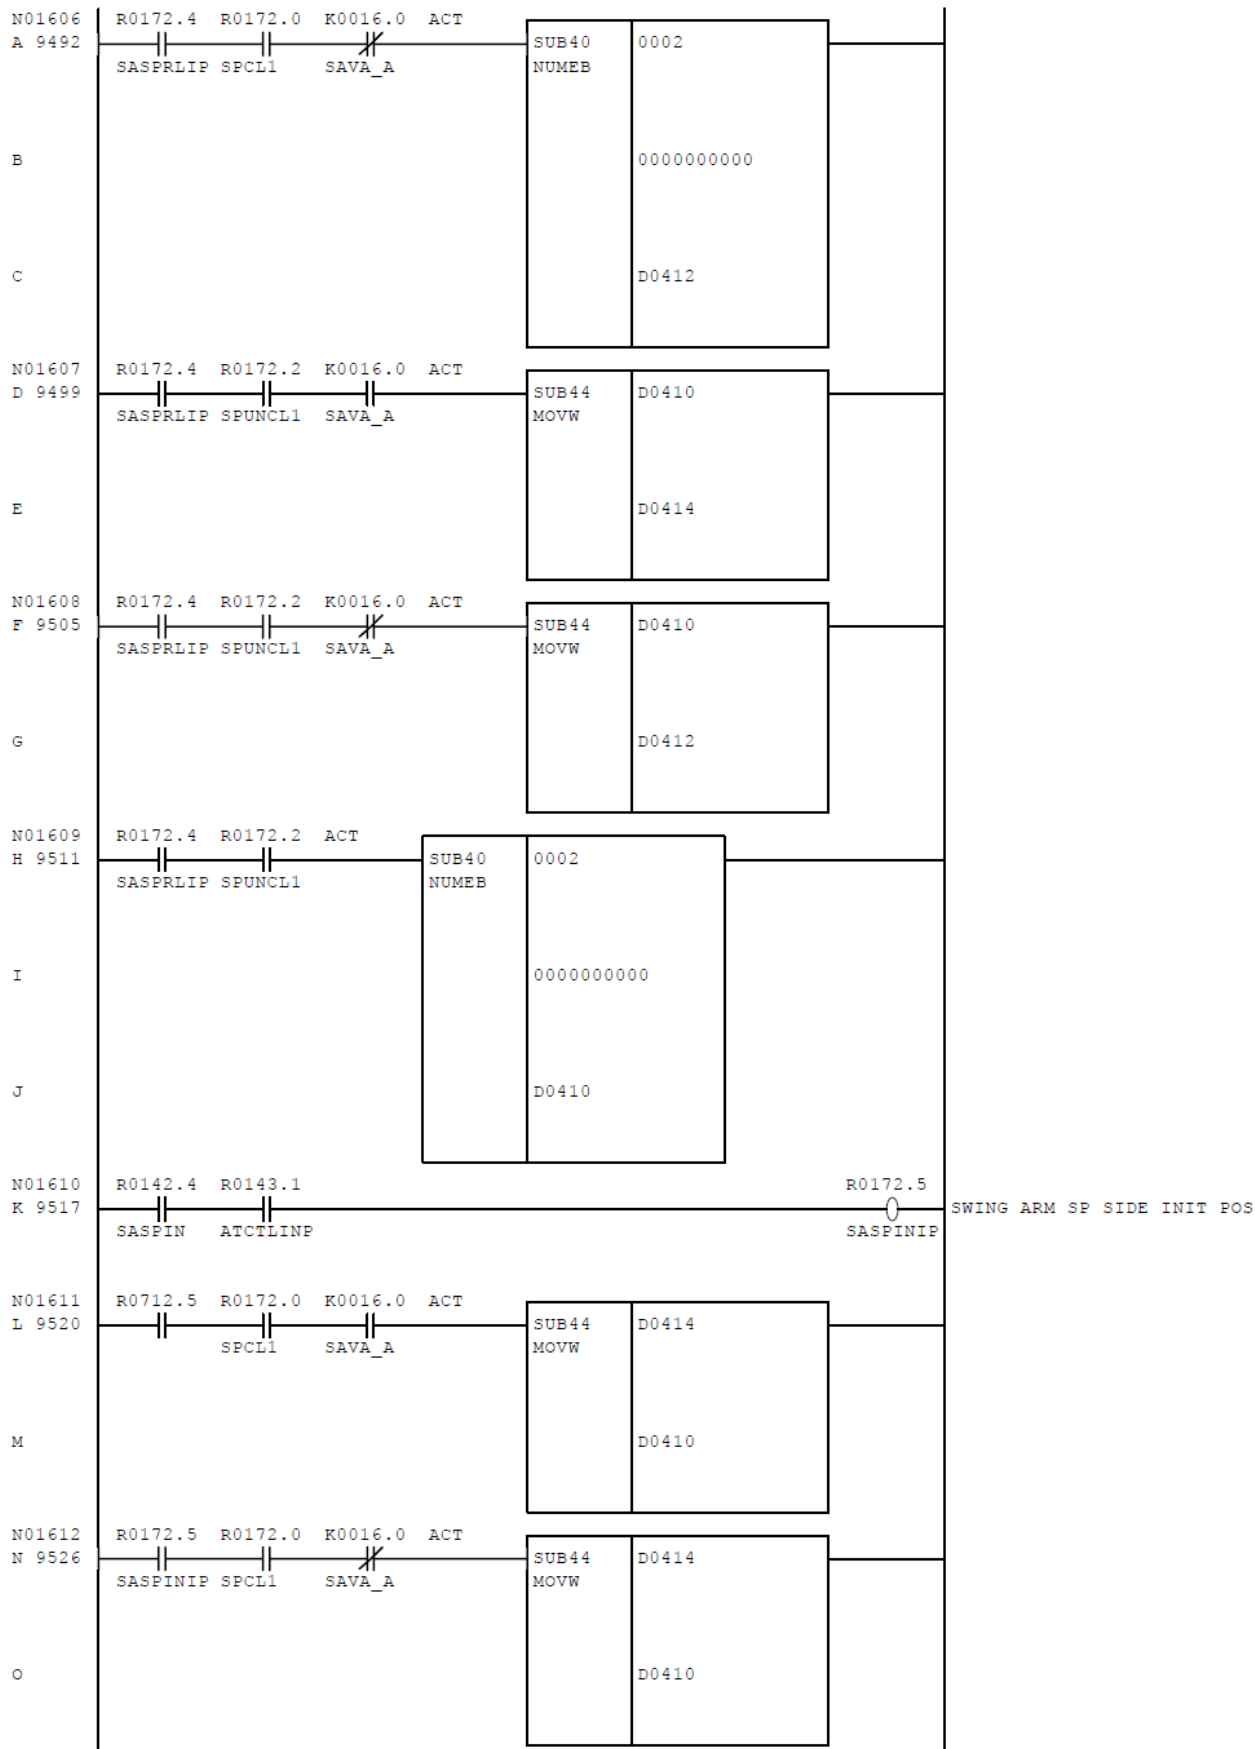 N01606 R0172.4 R0172.0 K0016.0 ACT
A 9492 SUB40 0002
SASPRLIP SPCL1 SAVA_A NUMEB
B 0000000000
C D0412
N01607 R0172.4 R0172.2 K0016.0 ACT
D 9499 SUB44 D0410
SASPRLIP SPUNCL1 SAVA_A MOVW
E D0414
N01608 R0172.4 R0172.2 K0016.0 ACT
F 9505 SUB44 D0410
SASPRLIP SPUNCL1 SAVA_A MOVW
G D0412
N01609 R0172.4 R0172.2 ACT
H 9511 SUB40 0002
SASPRLIP SPUNCL1 NUMEB
I 0000000000
J D0410
N01610 R0142.4 R0143.1 R0172.5
K 9517 SWING ARM SP SIDE INIT POS
SASPIN ATCTLINP SASPINIP
N01611 R0712.5 R0172.0 K0016.0 ACT
L 9520 SUB44 D0414
SPCL1 SAVA_A MOVW
M D0410
N01612 R0172.5 R0172.0 K0016.0 ACT
N 9526 SUB44 D0414
SASPINIP SPCL1 SAVA_A MOVW
O D0410